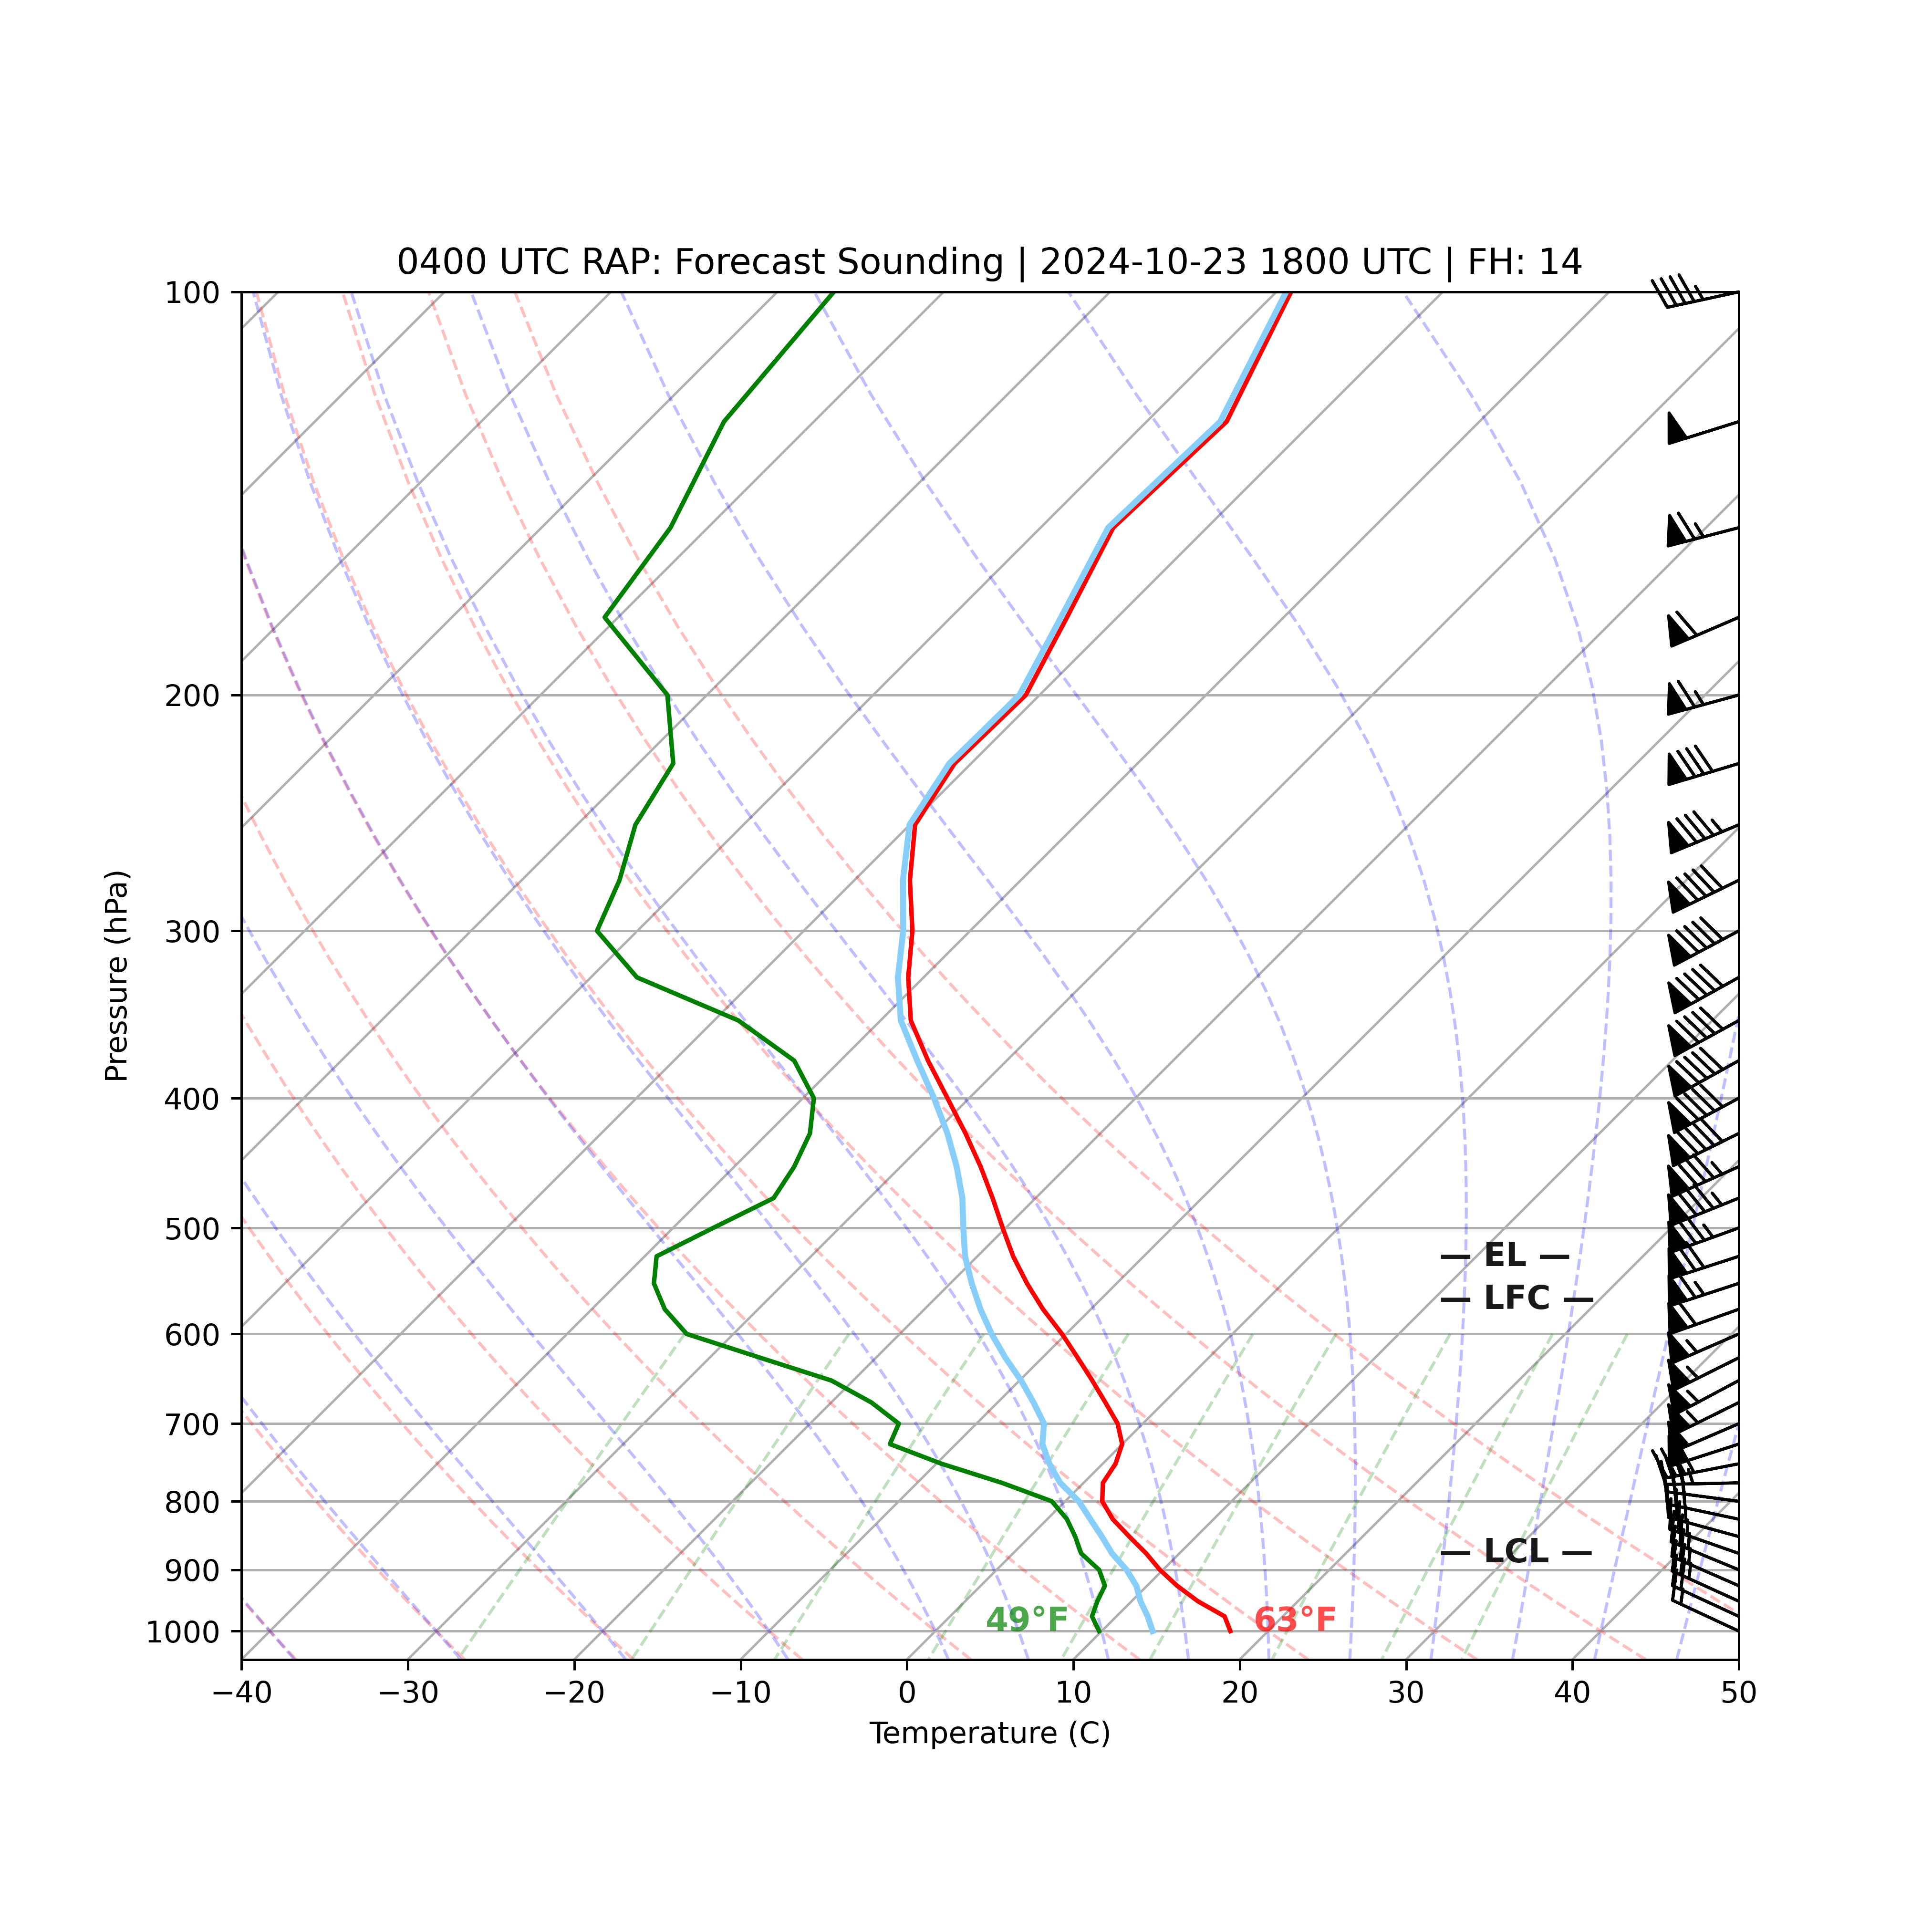 0400 UTC RAP: Forecast Sounding | 2024-10-23 1800 UTC | FH: 14
100
200
300
400
500
600
700
800
900
1000
Pressure (hPa)
— EL —
— LFC —
— LCL —
49°F
63°F
−40 −30 −20 −10 0 10 20 30 40 50
Temperature (C)